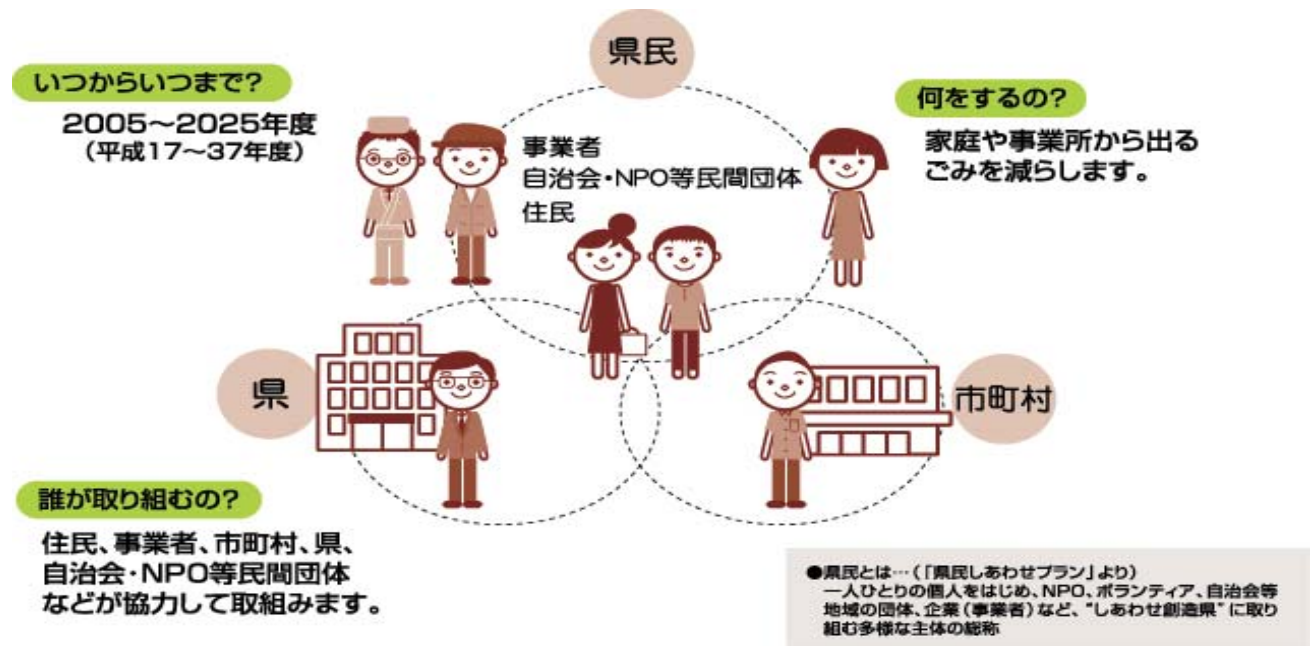 県民
いつからいつまで?
2005～2025年度
(平成17～37年度)
何をするの?
家庭や事業所から出る
ごみを減らします。
事業者
自治会・NPO等民間団体
住民
県
市町村
誰が取り組むの?
住民、事業者、市町村、県、
自治会・NPO等民間団体
などが協力して取組みます。
●県民とは…(「県民しあわせプラン」より)
一人ひとりの個人をはじめ、NPO、ボランティア、自治会等
地域の団体、企業(事業者)など、“しあわせ創造県”に取り
組む多様な主体の総称